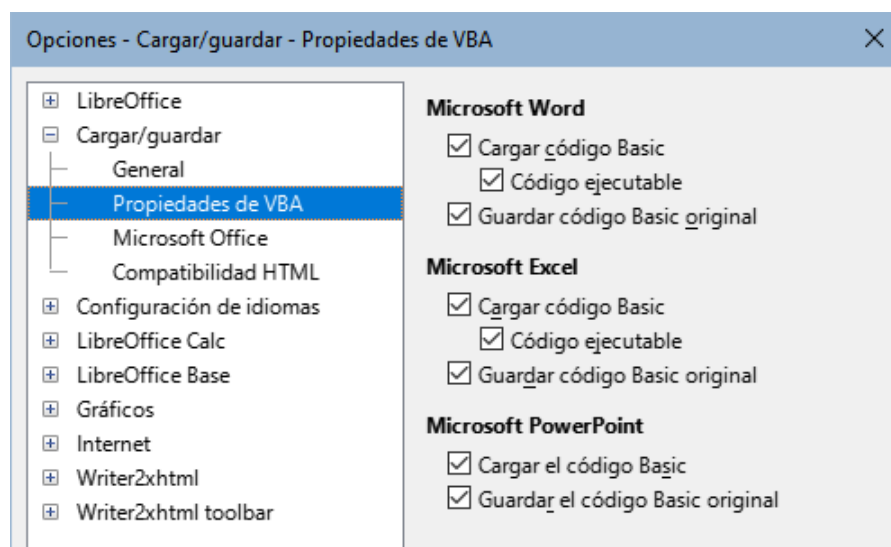 Opciones - Cargar/guardar - Propiedades de VBA
LibreOffice
Cargar/guardar
General
Propiedades de VBA
Microsoft Office
Compatibilidad HTML
Configuración de idiomas
LibreOffice Calc
LibreOffice Base
Gráficos
Internet
Writer2xhtml
Writer2xhtml toolbar
Microsoft Word
Cargar código Basic
Código ejecutable
Guardar código Basic original
Microsoft Excel
Cargar código Basic
Código ejecutable
Guardar código Basic original
Microsoft PowerPoint
Cargar el código Basic
Guardar el código Basic original